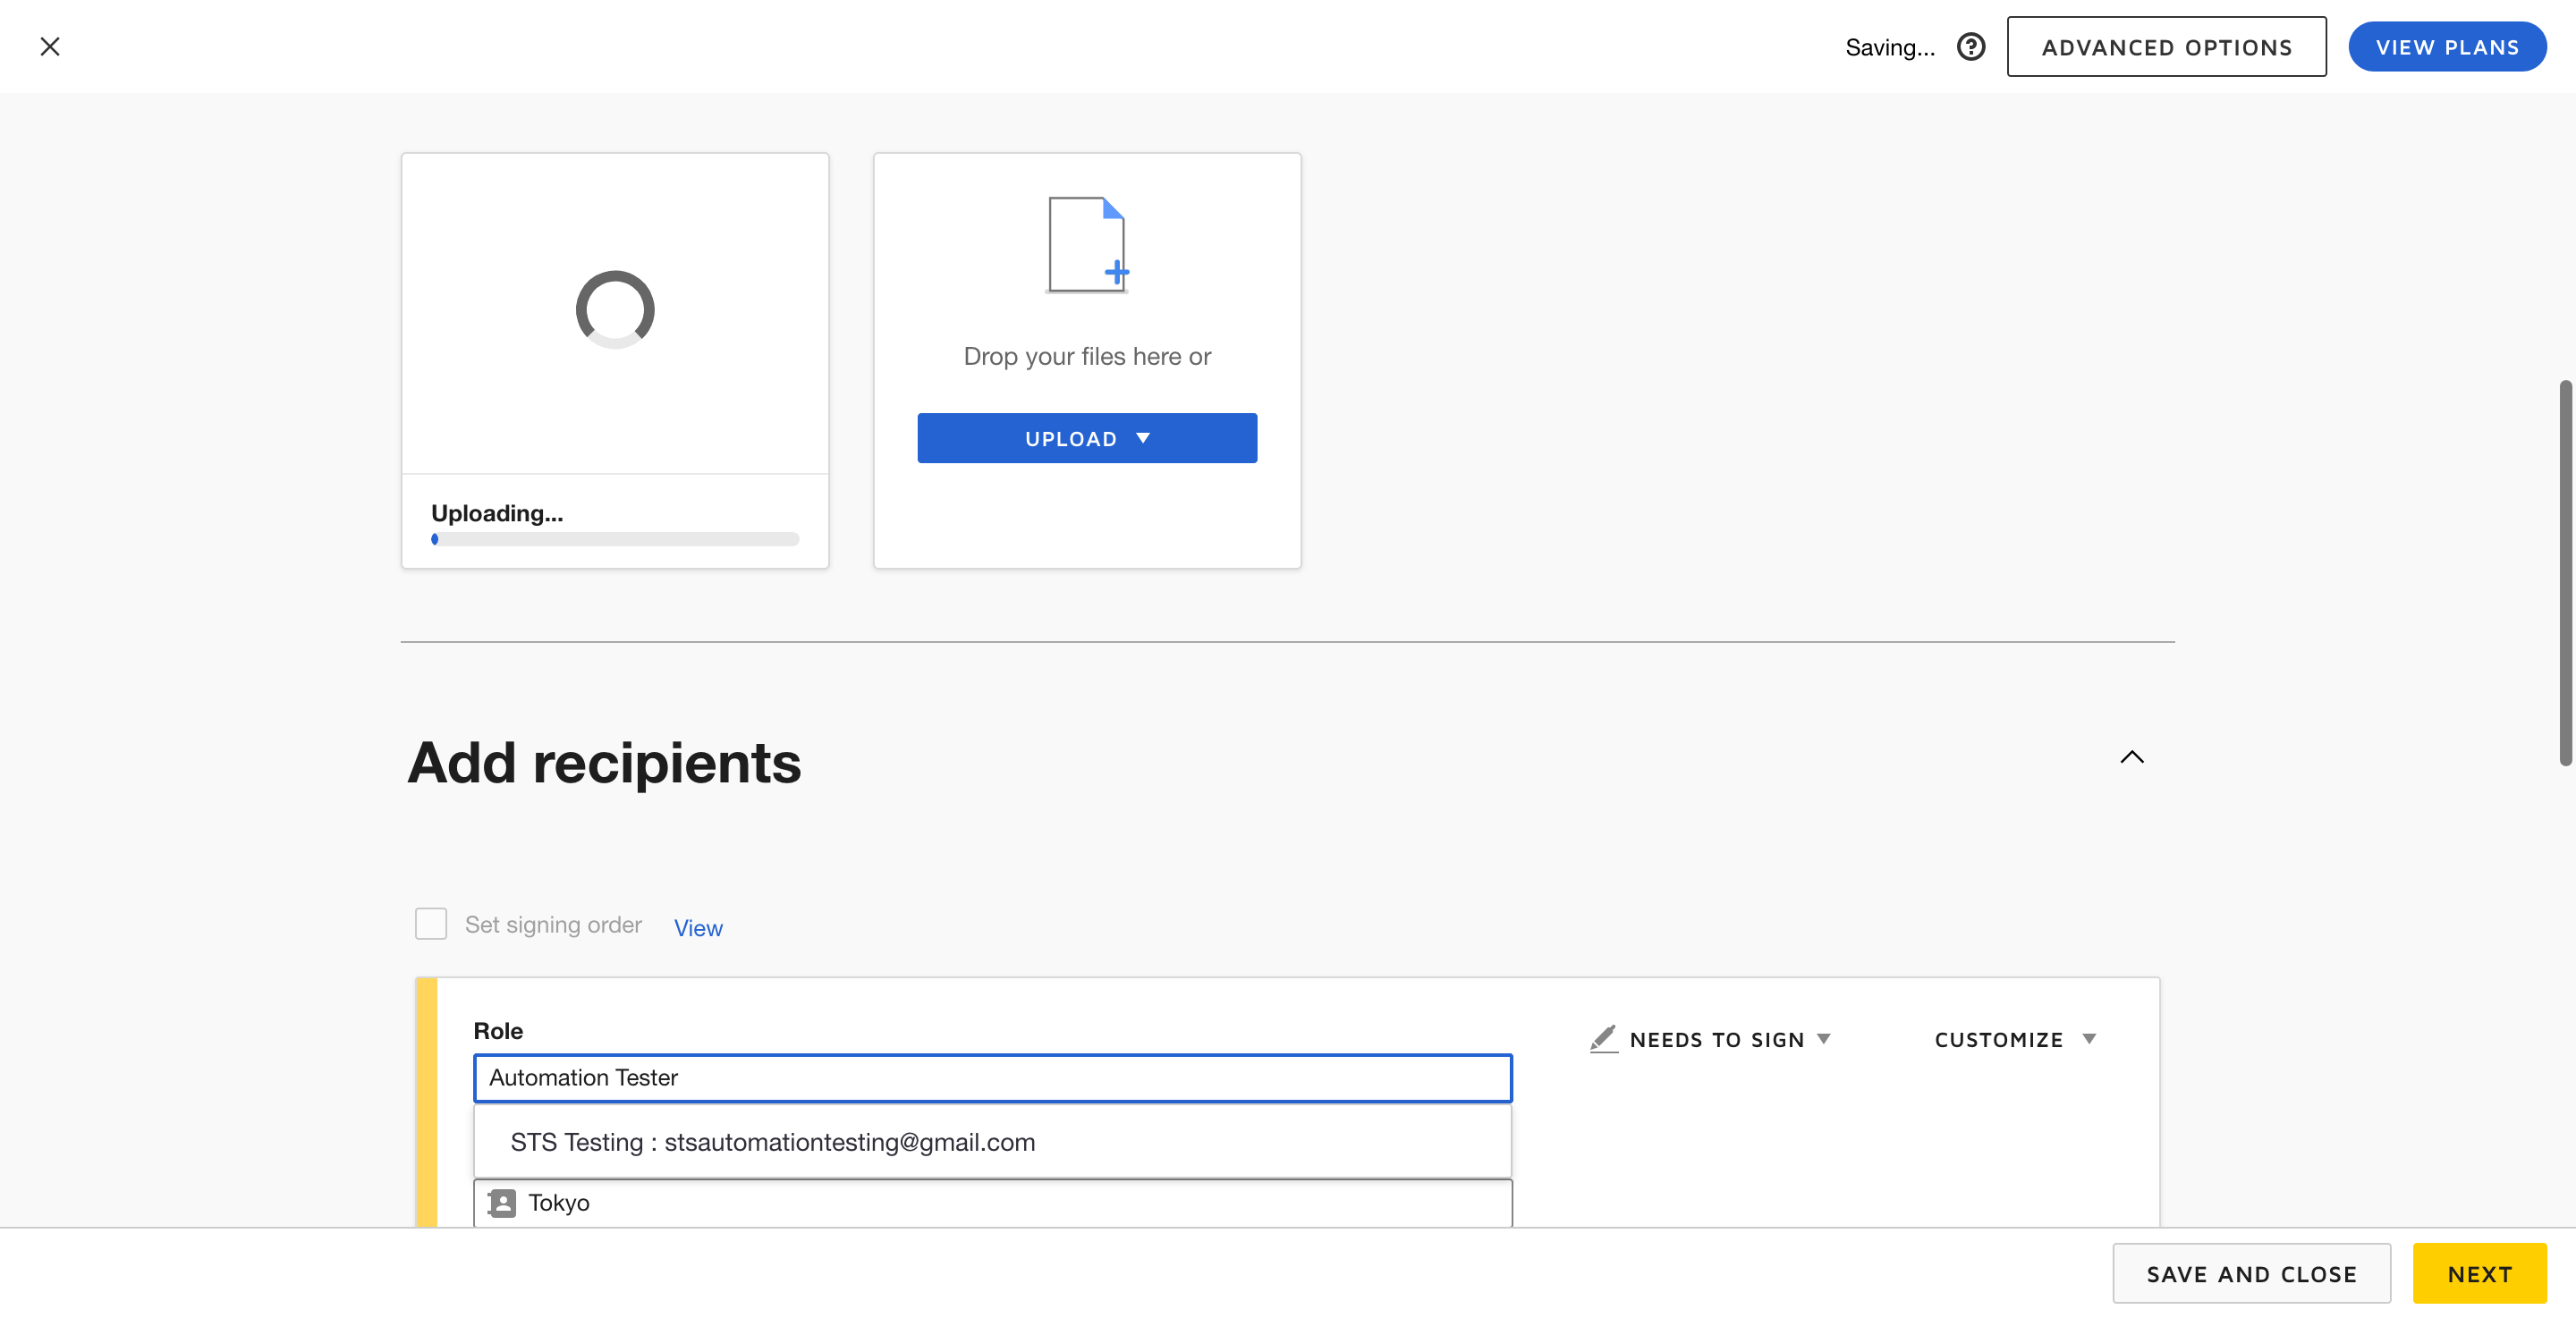 Saving...
ADVANCED OPTIONS
VIEW PLANS
Drop your files here or
UPLOAD
Uploading...
Add recipients
Set signing order
View
Role
NEEDS TO SIGN
CUSTOMIZE
Automation Tester
STS Testing : stsautomationtesting@gmail.com
Tokyo
SAVE AND CLOSE
NEXT